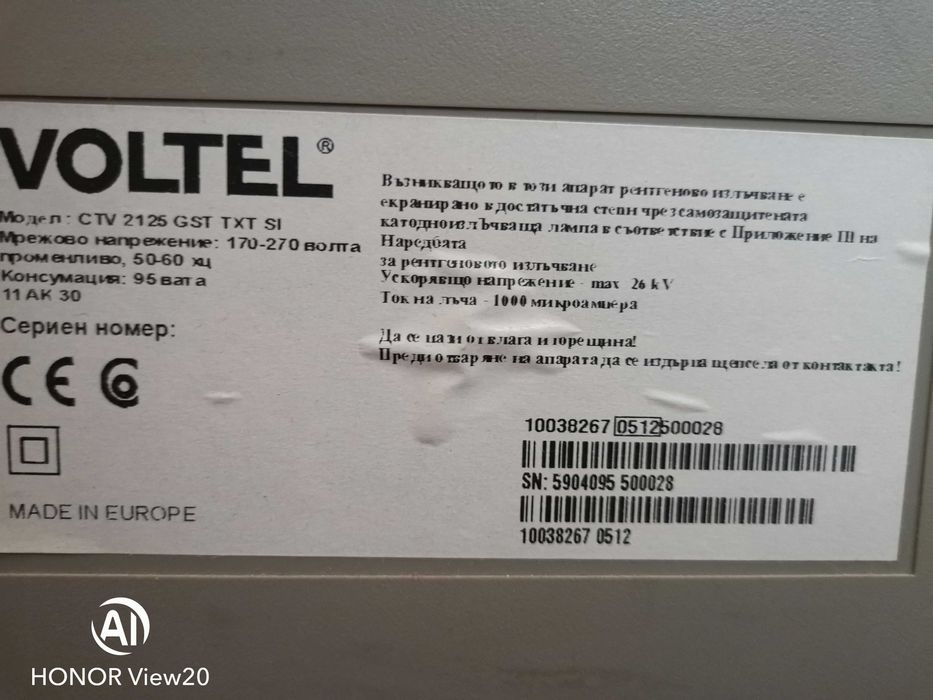 VOLTEL®
Модел : CTV 2125 GST TXT SI
Мрежово напрежение: 170-270 волта
променливо, 50-60 хц
Консумация: 95 вата
11 AK 30
Сериен номер:
CE
MADE IN EUROPE
Възникващото в този апарат рентгеново излъчване е
екранирано в достатъчна степн чрез самозащитената
катодноизлЪчваща лампа в съответствие с Приложение III на
Наредбата
за рентгеновото излъчване
Ускоряващо напрежение - max 26 kV
Ток на лъча - 1000 микроампера
Да се пази от влага и горещина!
Преди отваряне на апарата да се издърпа щепсела от контактакта!
10038267 0512 500028
SN: 5904095 500028
10038267 0512
AI
HONOR View20